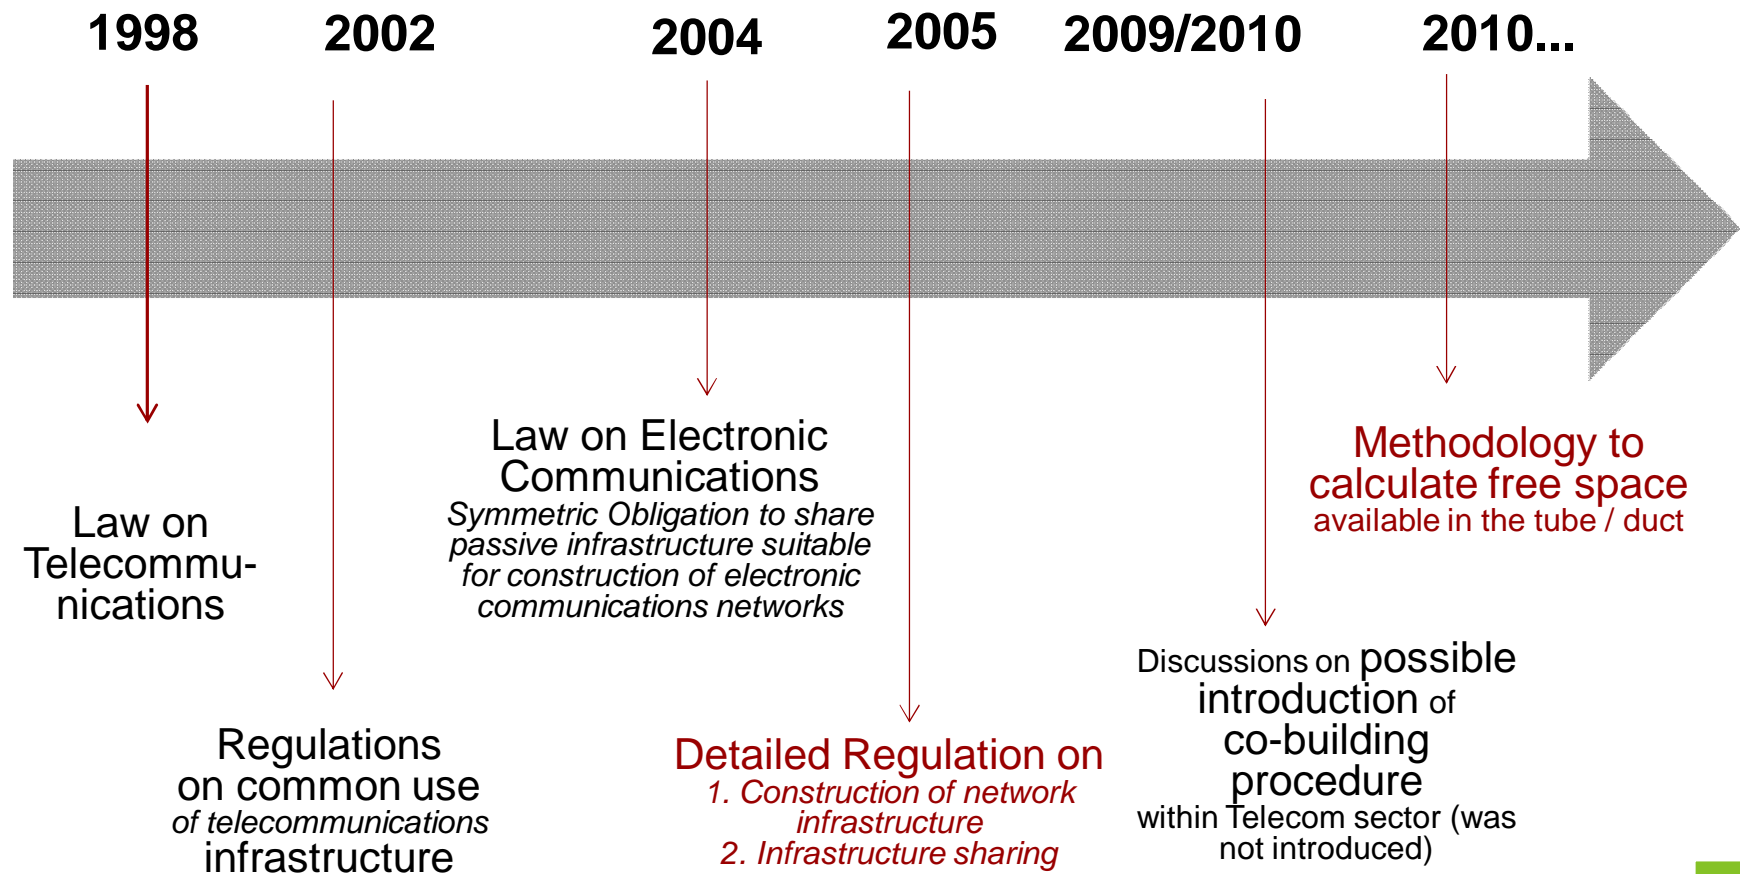 1998
2002
2004
2005
2009/2010
2010...
Law on
Telecommu-
nications
Regulations
on common use
of telecommunications
infrastructure
Law on Electronic
Communications
Symmetric Obligation to share
passive infrastructure suitable
for construction of electronic
communications networks
Detailed Regulation on
1. Construction of network
infrastructure
2. Infrastructure sharing
Discussions on possible
introduction of
co-building
procedure
within Telecom sector (was
not introduced)
Methodology to
calculate free space
available in the tube / duct